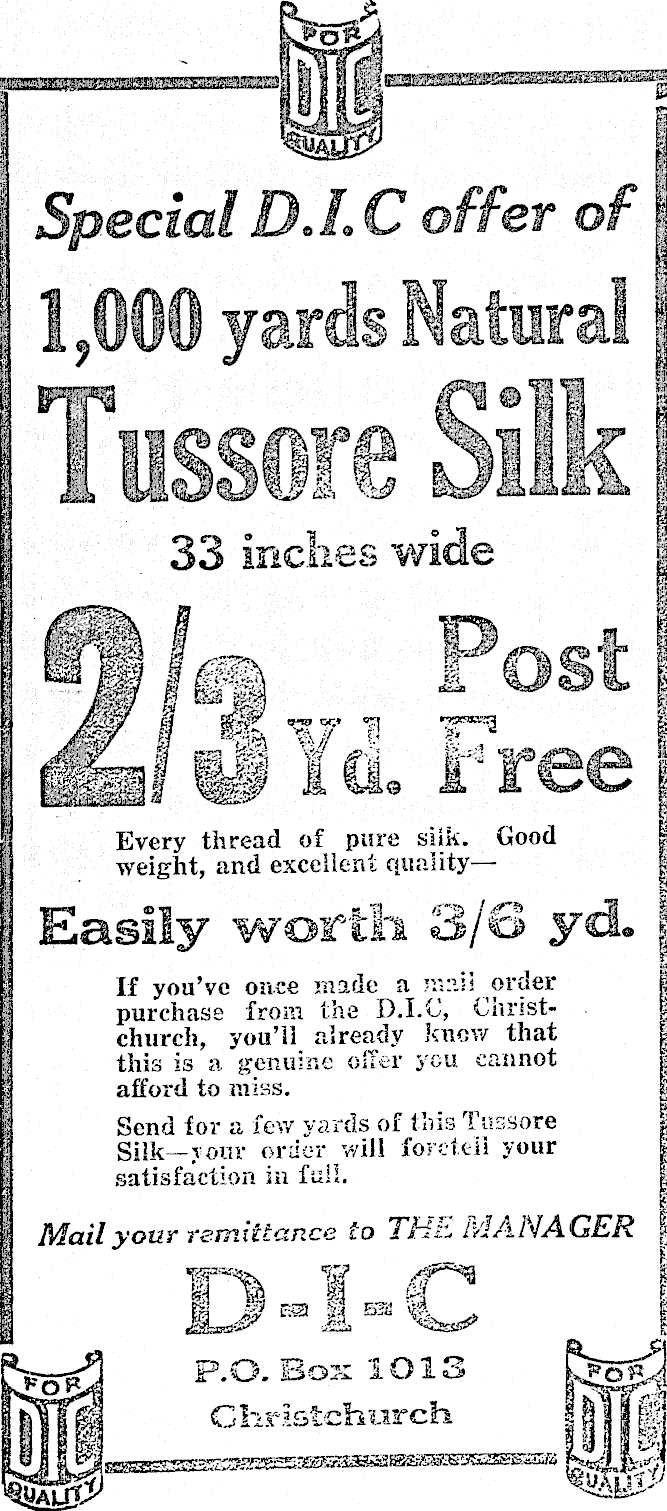 FOR
DIC
QUALITY
Special D.I.C offer of
1,000 yards Natural
Tussore Silk
33 inches wide
2/3 Yd. Post Free
Every thread of pure silk. Good
weight, and excellent quality—
Easily worth 3/6 yd.
If you've once made a mail order
purchase from the D.I.C, Christ-
church, you'll already know that
this is a genuine offer you cannot
afford to miss.
Send for a few yards of this Tussore
Silk—your order will foretell your
satisfaction in full.
Mail your remittance to THE MANAGER
D-I-C
P.O. Box 1013
Christchurch
FOR
DIC
QUALITY
FOR
DIC
QUALITY